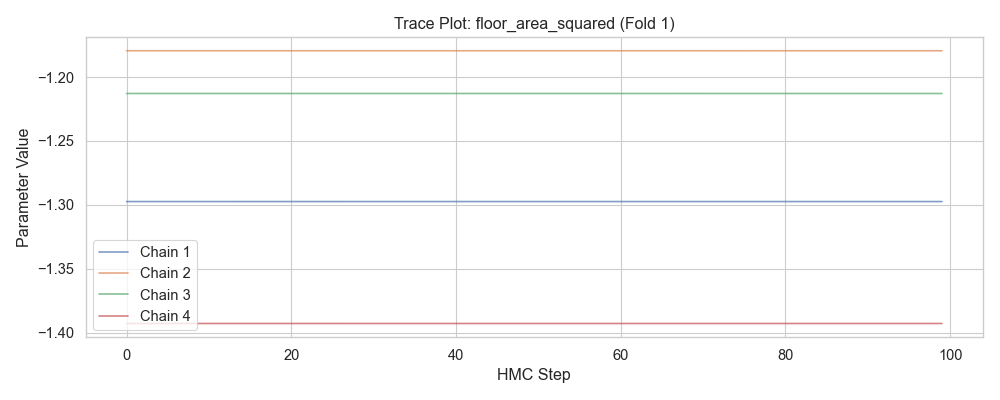 Trace Plot: floor_area_squared (Fold 1)
Parameter Value
−1.20
−1.25
−1.30
−1.35
−1.40
Chain 1
Chain 2
Chain 3
Chain 4
0
20
40
60
80
100
HMC Step